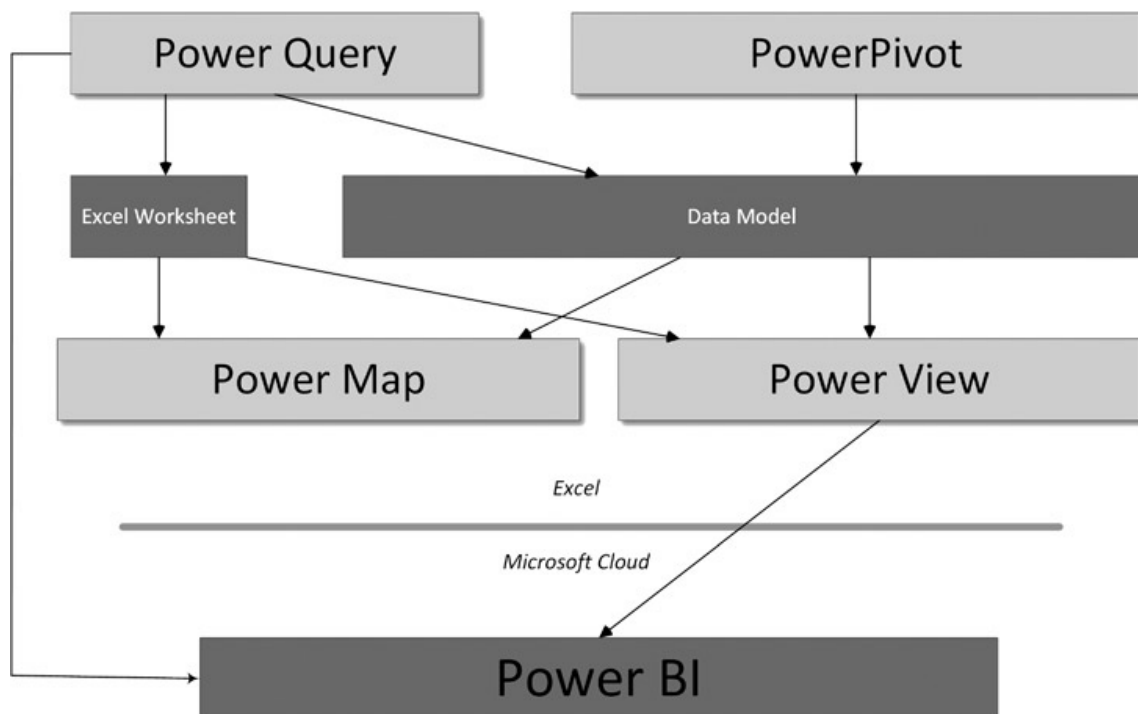 Power Query
PowerPivot
Excel Worksheet
Data Model
Power Map
Power View
Excel
Microsoft Cloud
Power BI